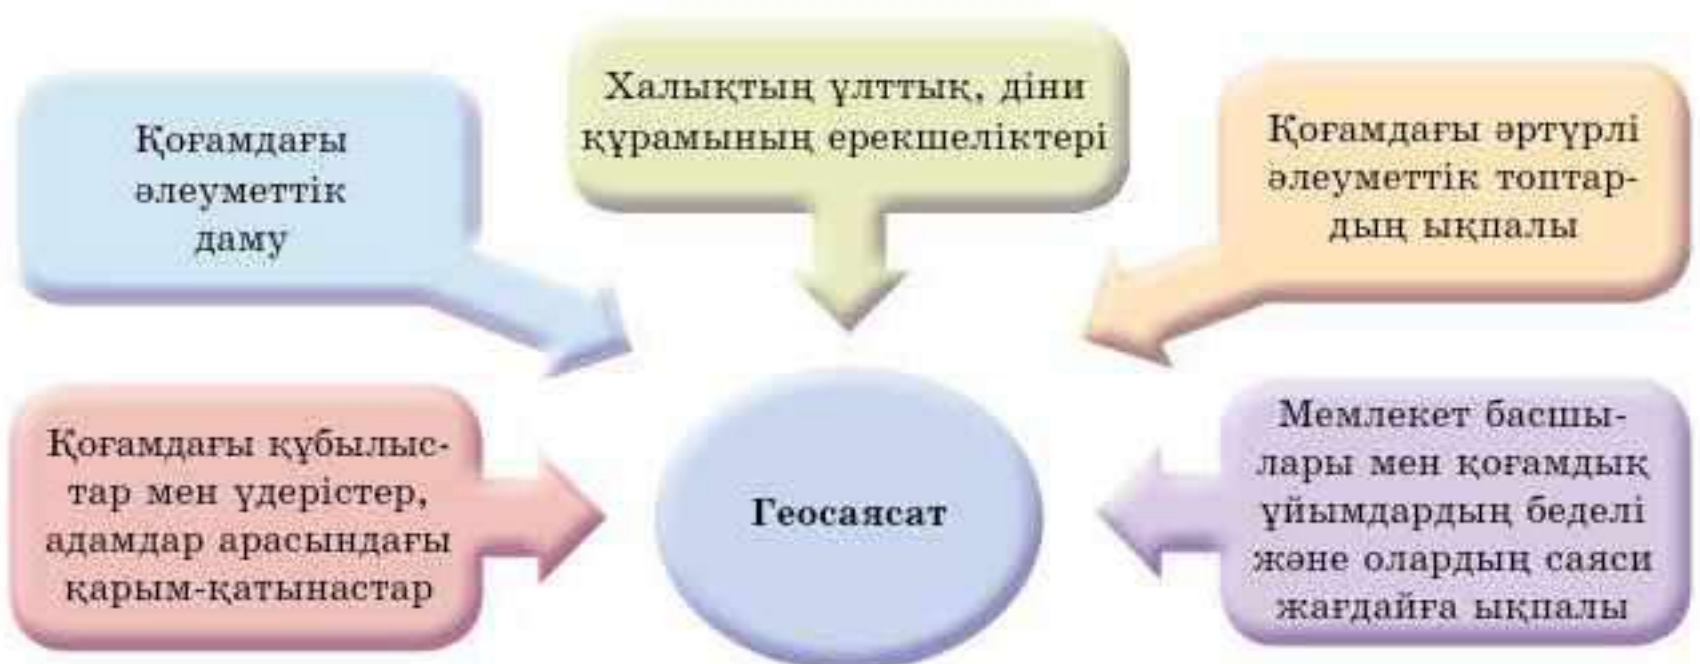 Қоғамдағы
әлеуметтік
даму
Халықтың ұлттық, діни
құрамының ерекшеліктері
Қоғамдағы әртүрлі
әлеуметтік топтар-
дың ықпалы
Қоғамдағы құбылыс-
тар мен үдерістер,
адамдар арасындағы
қарым-қатынастар
Геосаясат
Мемлекет басшы-
лары мен қоғамдық
ұйымдардың беделі
және олардың саяси
жағдайға ықпалы